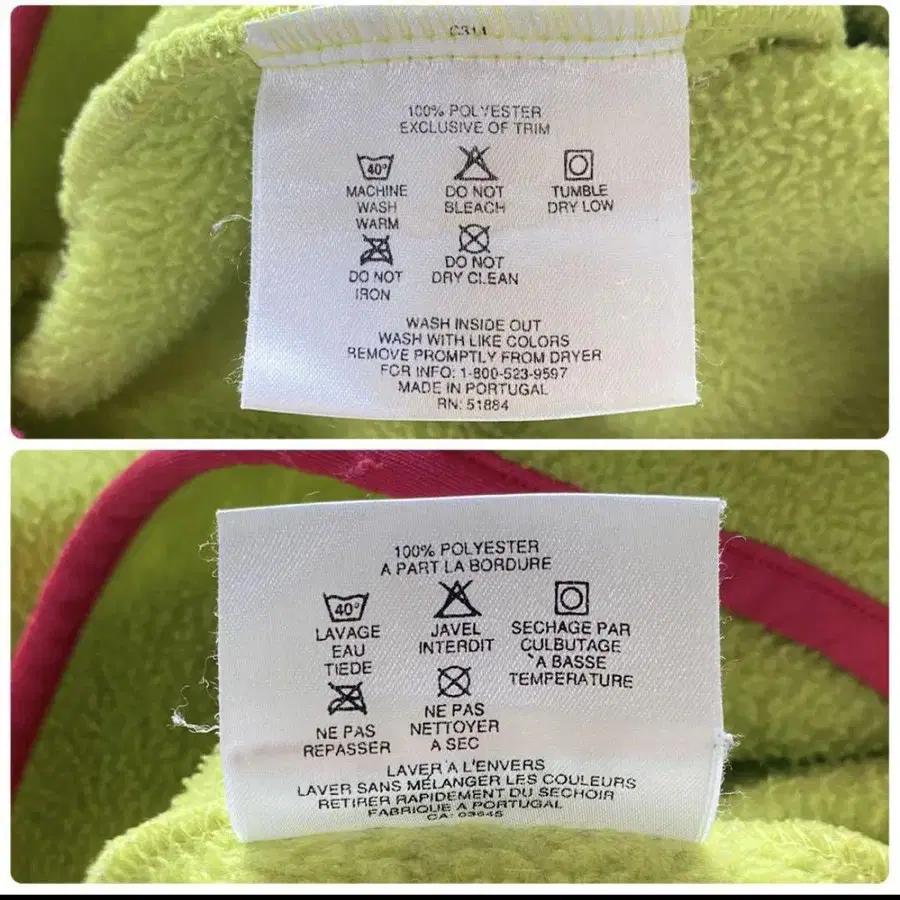 C314
100% POLYESTER
EXCLUSIVE OF TRIM
40°
MACHINE WASH WARM
DO NOT BLEACH
TUMBLE DRY LOW
DO NOT IRON
DO NOT DRY CLEAN
WASH INSIDE OUT
WASH WITH LIKE COLORS
REMOVE PROMPTLY FROM DRYER
FOR INFO: 1-800-523-9597
MADE IN PORTUGAL
RN: 51884
100% POLYESTER
A PART LA BORDURE
40°
LAVAGE EAU TIEDE
JAVEL INTERDIT
SECHAGE PAR CULBUTAGE A BASSE TEMPERATURE
NE PAS REPASSER
NE PAS NETTOYER A SEC
LAVER A L'ENVERS
LAVER SANS MÉLANGER LES COULEURS
RETIRER RAPIDEMENT DU SECHOIR
FABRIQUE A PORTUGAL
CA: 03645